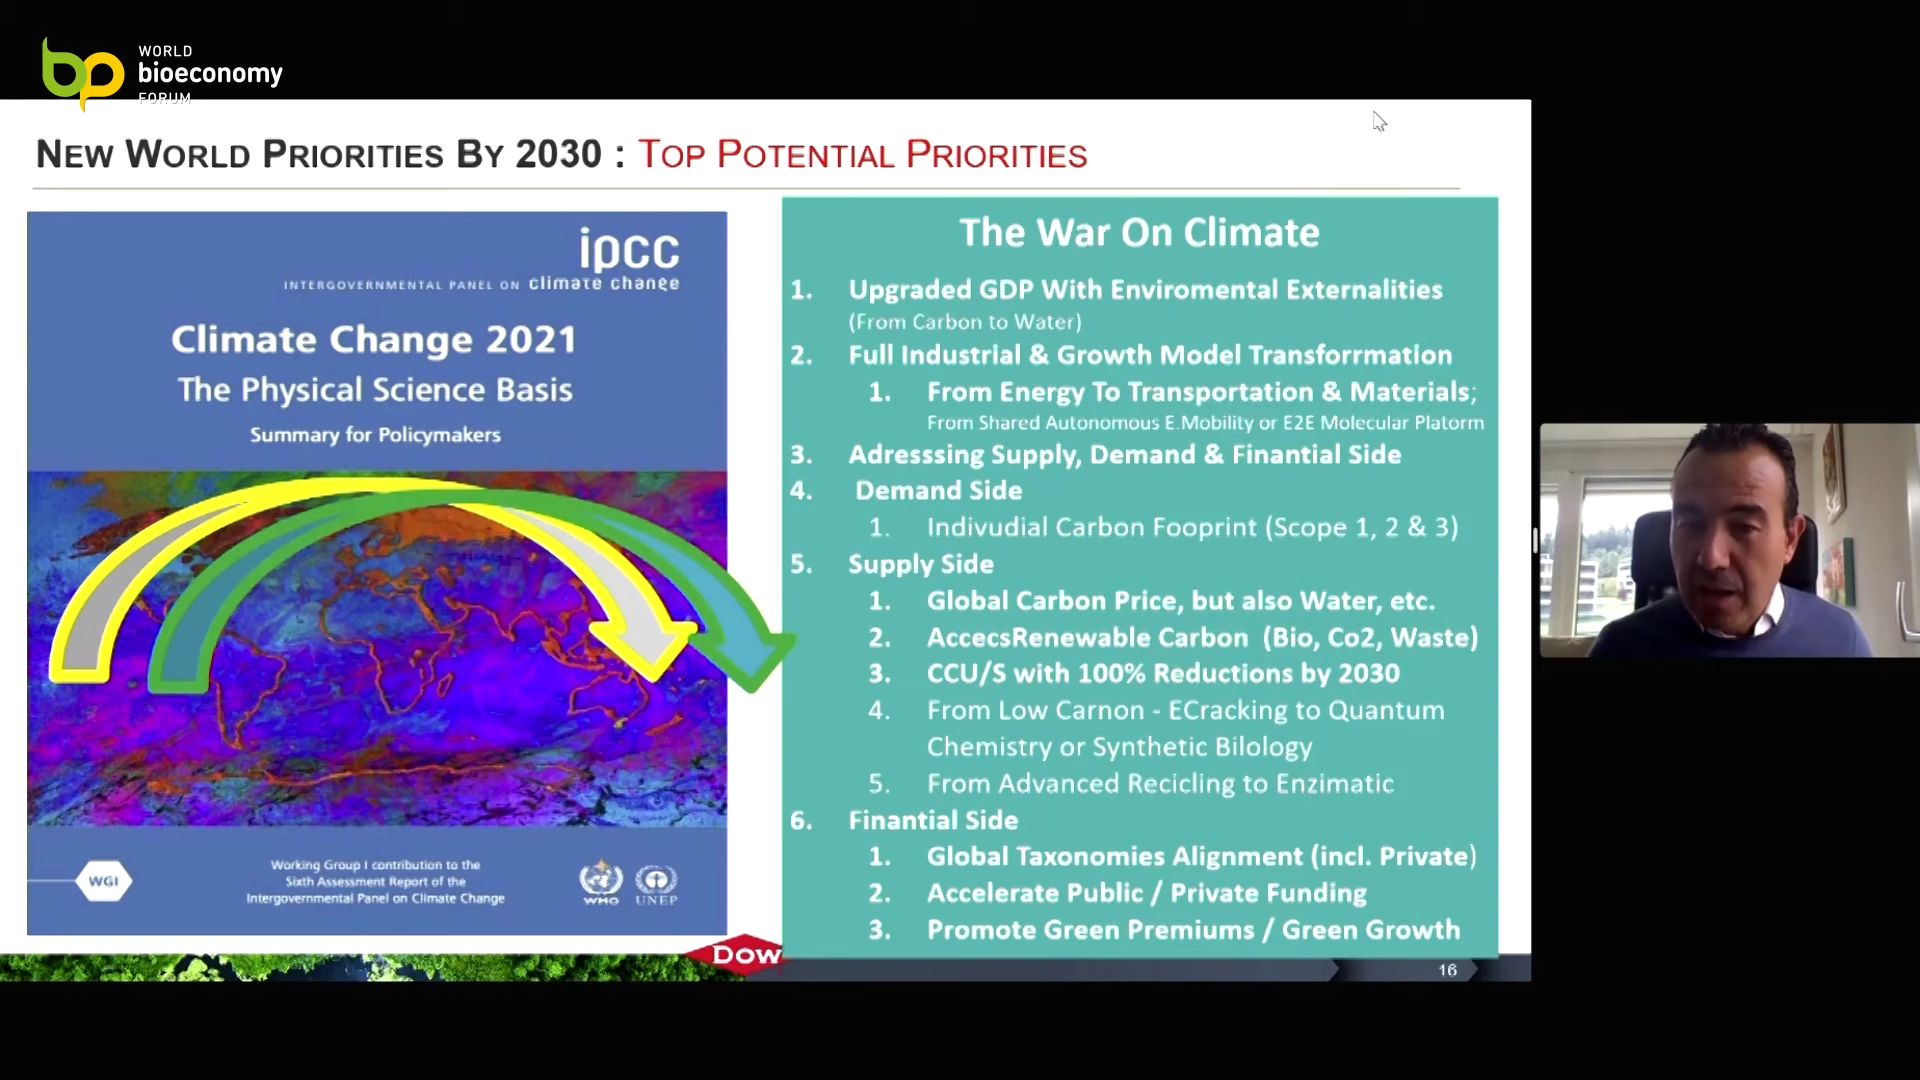 WORLD
bioeconomy
FORUM
NEW WORLD PRIORITIES BY 2030 : TOP POTENTIAL PRIORITIES
ipcc
INTERGOVERNMENTAL PANEL ON climate change
Climate Change 2021
The Physical Science Basis
Summary for Policymakers
WGI
Working Group I contribution to the
Sixth Assessment Report of the
Intergovernmental Panel on Climate Change
WMO
UNEP
The War On Climate
1. Upgraded GDP With Enviromental Externalities
(From Carbon to Water)
2. Full Industrial & Growth Model Transforrmation
1. From Energy To Transportation & Materials;
From Shared Autonomous E.Mobility or E2E Molecular Platorm
3. Adresssing Supply, Demand & Finantial Side
4. Demand Side
1. Indivudial Carbon Fooprint (Scope 1, 2 & 3)
5. Supply Side
1. Global Carbon Price, but also Water, etc.
2. AccecsRenewable Carbon (Bio, Co2, Waste)
3. CCU/S with 100% Reductions by 2030
4. From Low Carnon - ECracking to Quantum
Chemistry or Synthetic Bilology
5. From Advanced Recicling to Enzimatic
6. Finantial Side
1. Global Taxonomies Alignment (incl. Private)
2. Accelerate Public / Private Funding
3. Promote Green Premiums / Green Growth
DOW
16